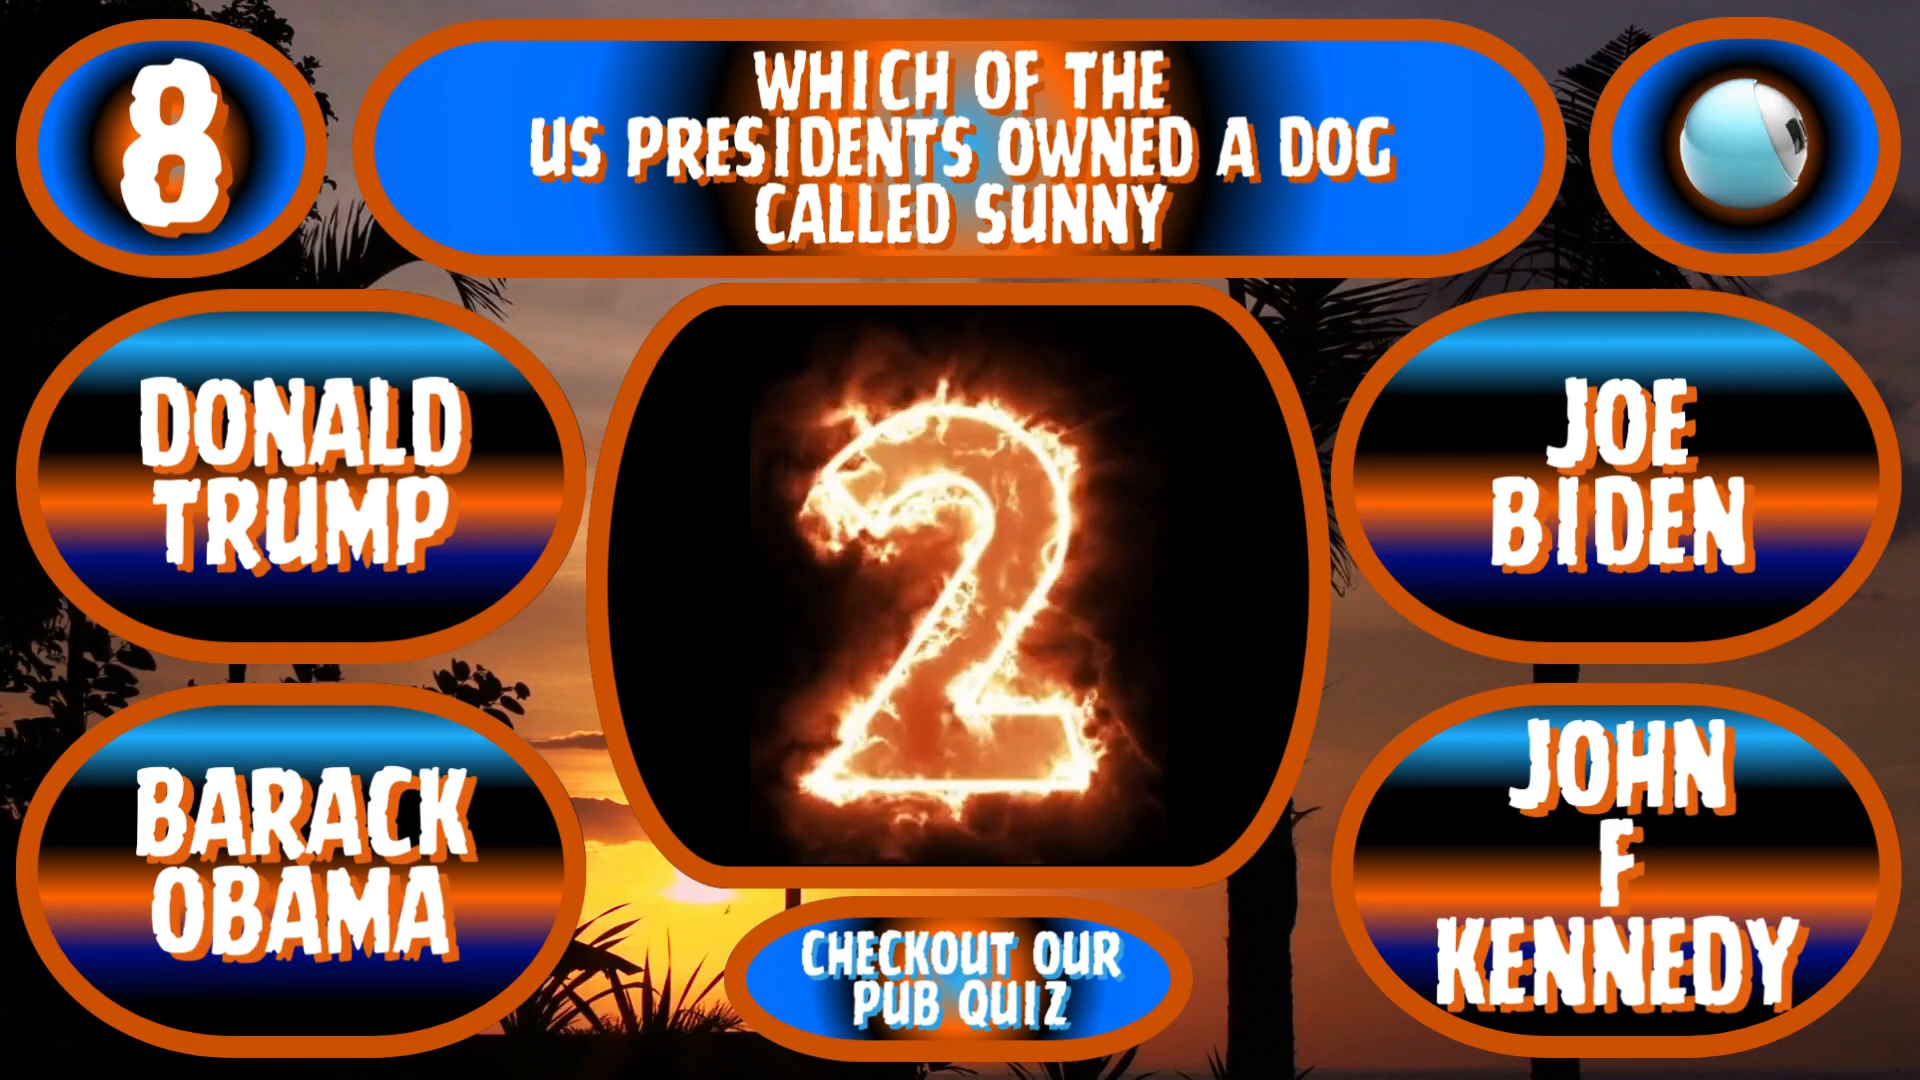 8
WHICH OF THE
US PRESIDENTS OWNED A DOG
CALLED SUNNY
DONALD
TRUMP
JOE
BIDEN
2
BARACK
OBAMA
JOHN
F
KENNEDY
CHECKOUT OUR
PUB QUIZ